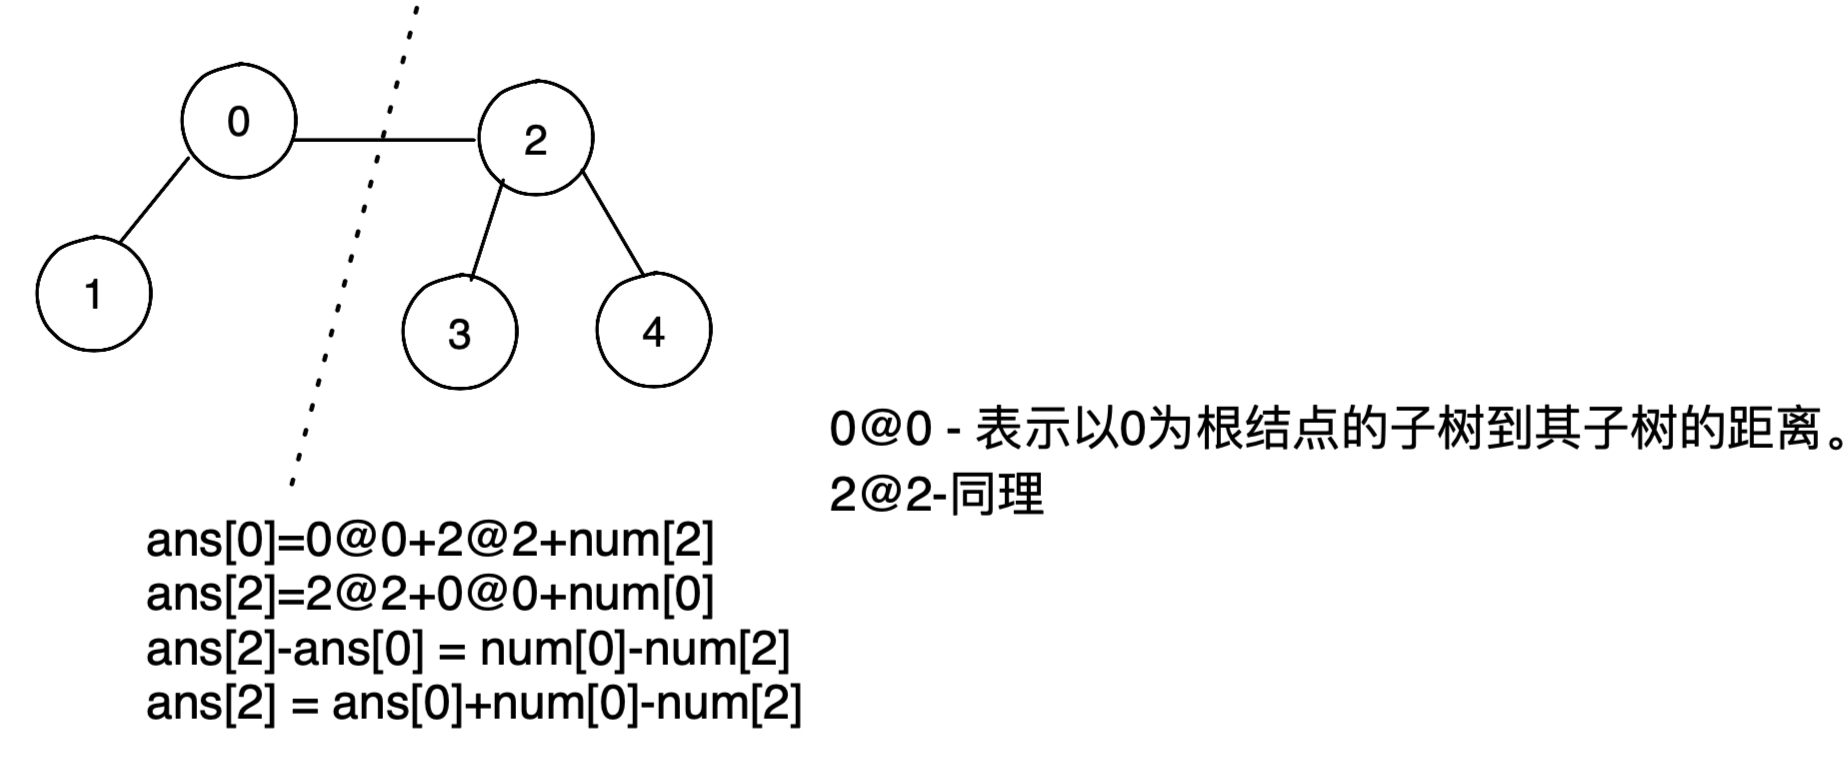 0
2
1
3
4
0@0 - 表示以0为根结点的子树到其子树的距离。
2@2-同理
ans[0]=0@0+2@2+num[2]
ans[2]=2@2+0@0+num[0]
ans[2]-ans[0] = num[0]-num[2]
ans[2] = ans[0]+num[0]-num[2]